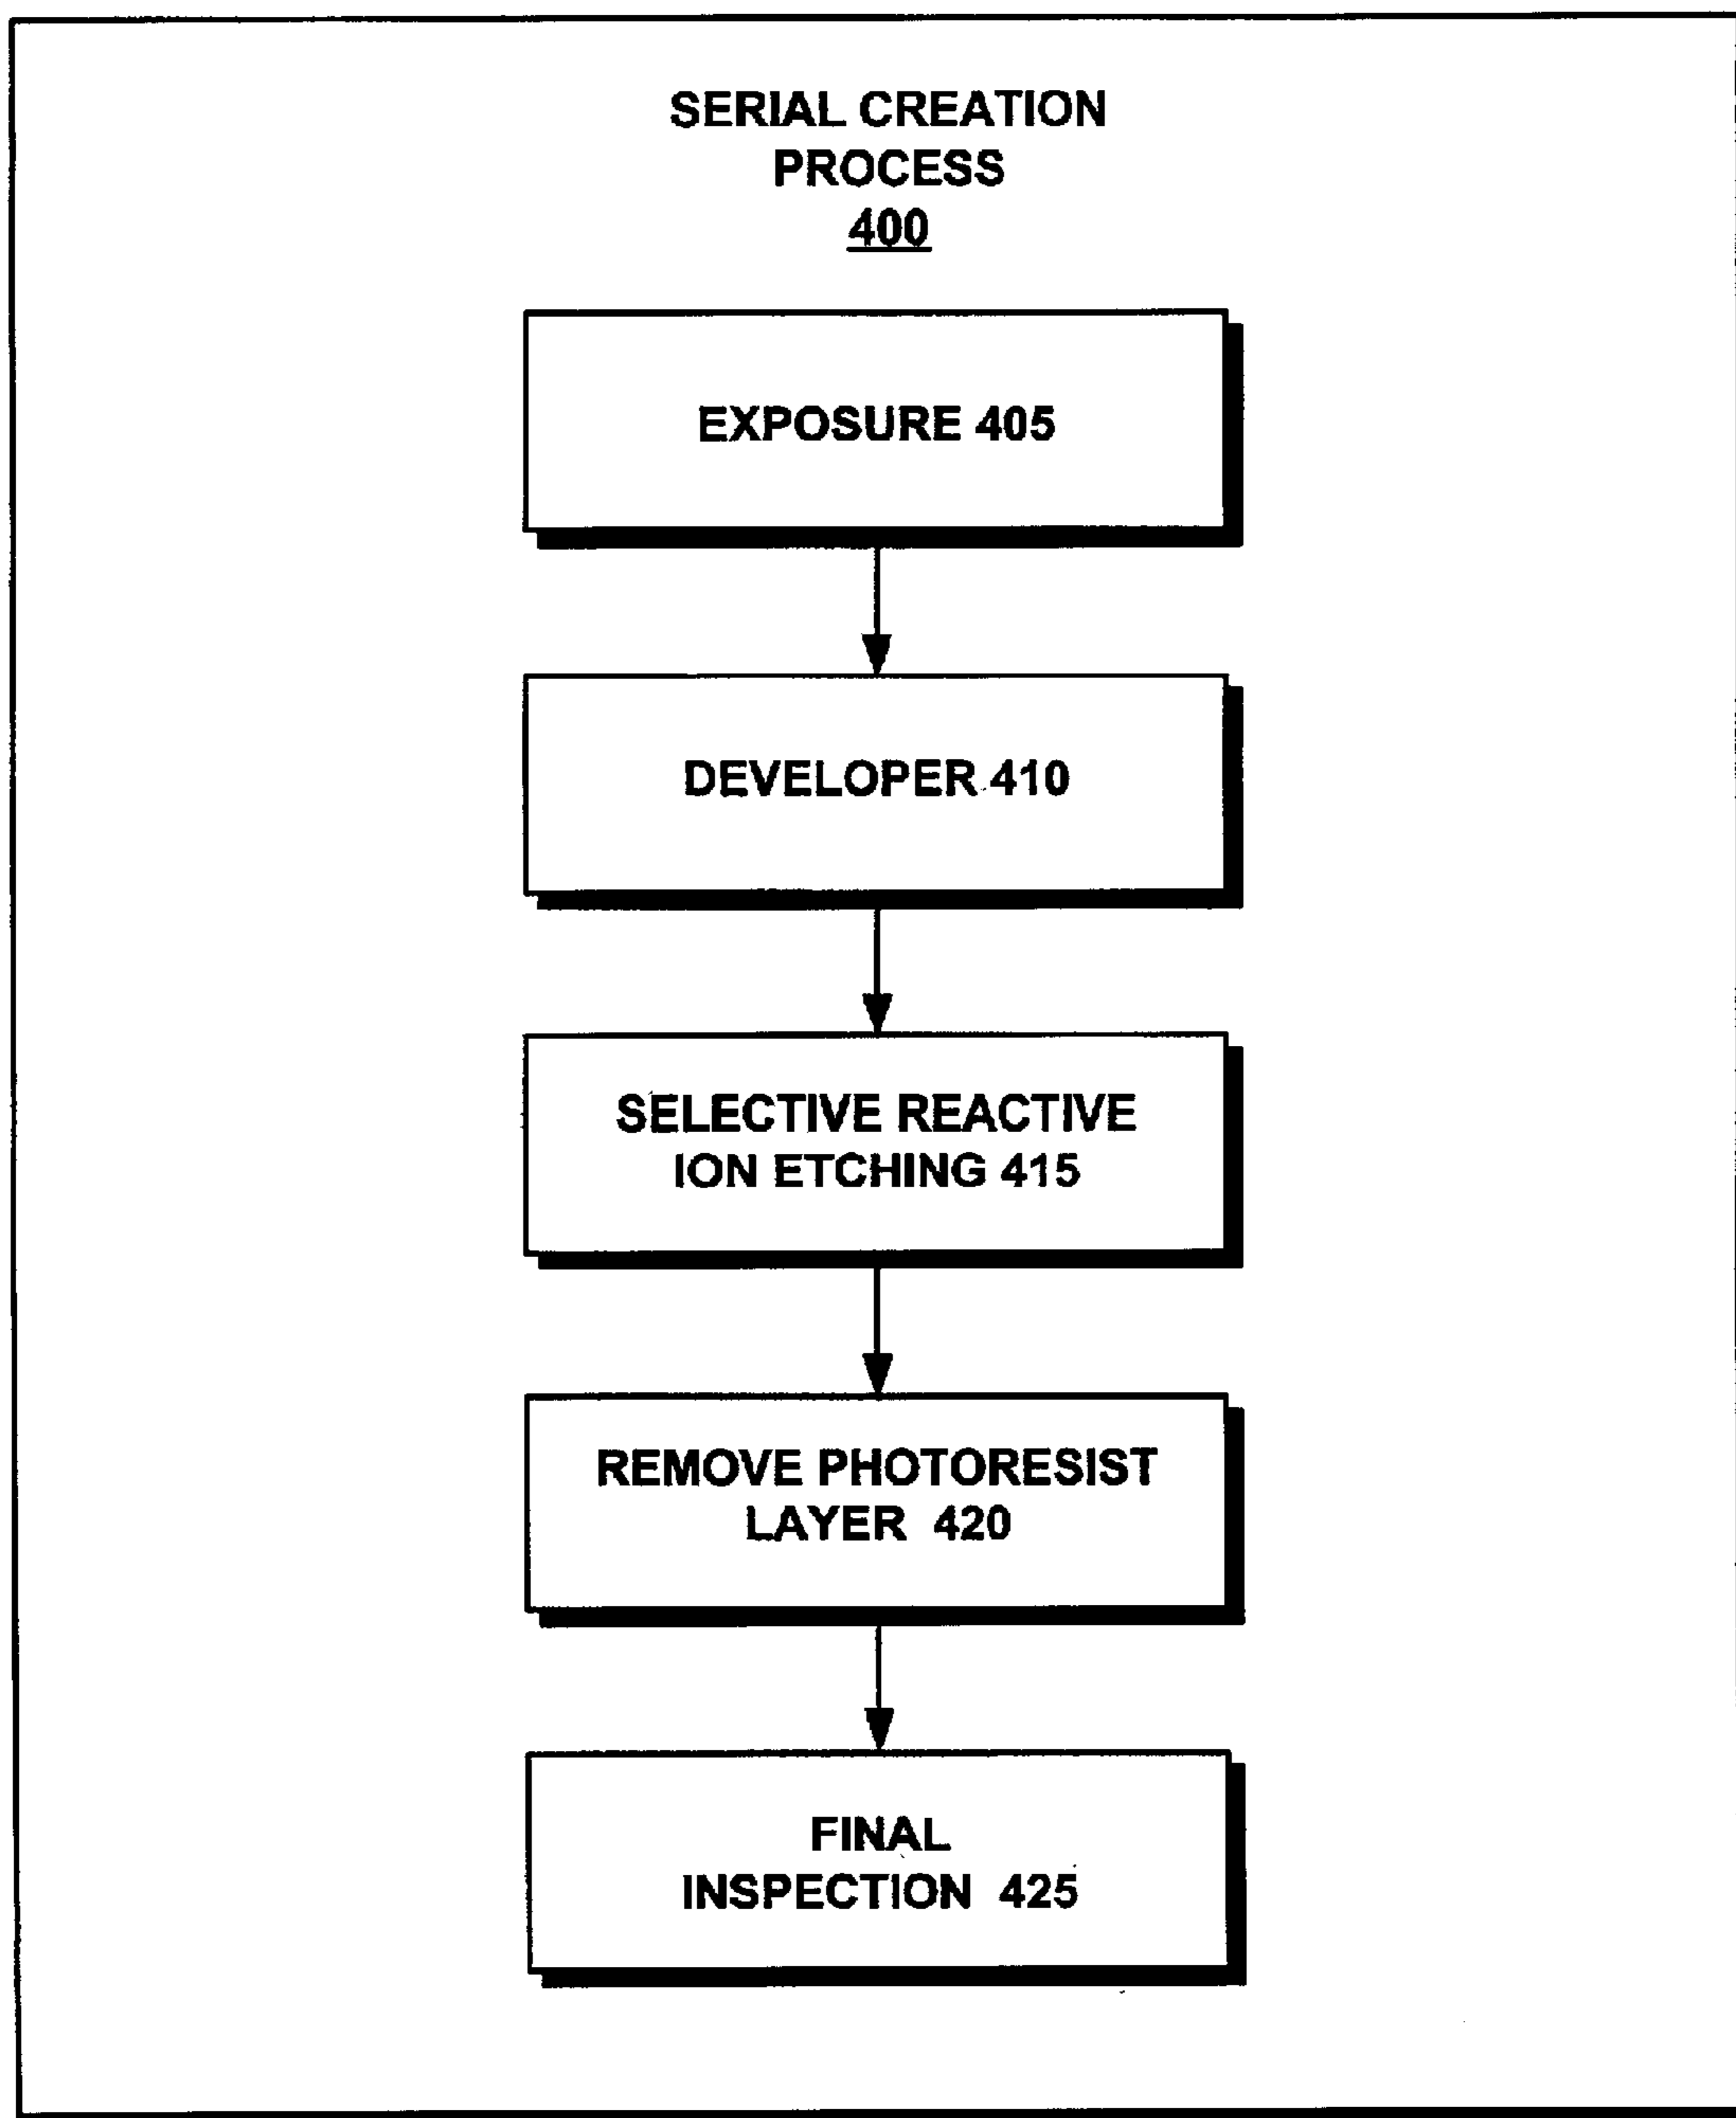 SERIAL CREATION
PROCESS
400
EXPOSURE 405
DEVELOPER 410
SELECTIVE REACTIVE
ION ETCHING 415
REMOVE PHOTORESIST
LAYER 420
FINAL
INSPECTION 425